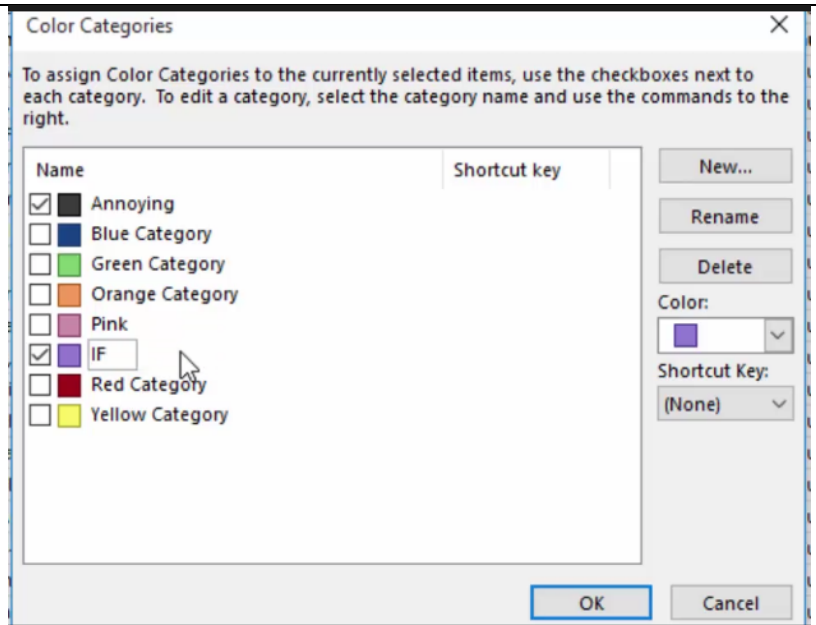 Color Categories
To assign Color Categories to the currently selected items, use the checkboxes next to
each category. To edit a category, select the category name and use the commands to the
right.
Name Shortcut key
Annoying
Blue Category
Green Category
Orange Category
Pink
IF
Red Category
Yellow Category
New...
Rename
Delete
Color:
Shortcut Key:
(None)
OK Cancel